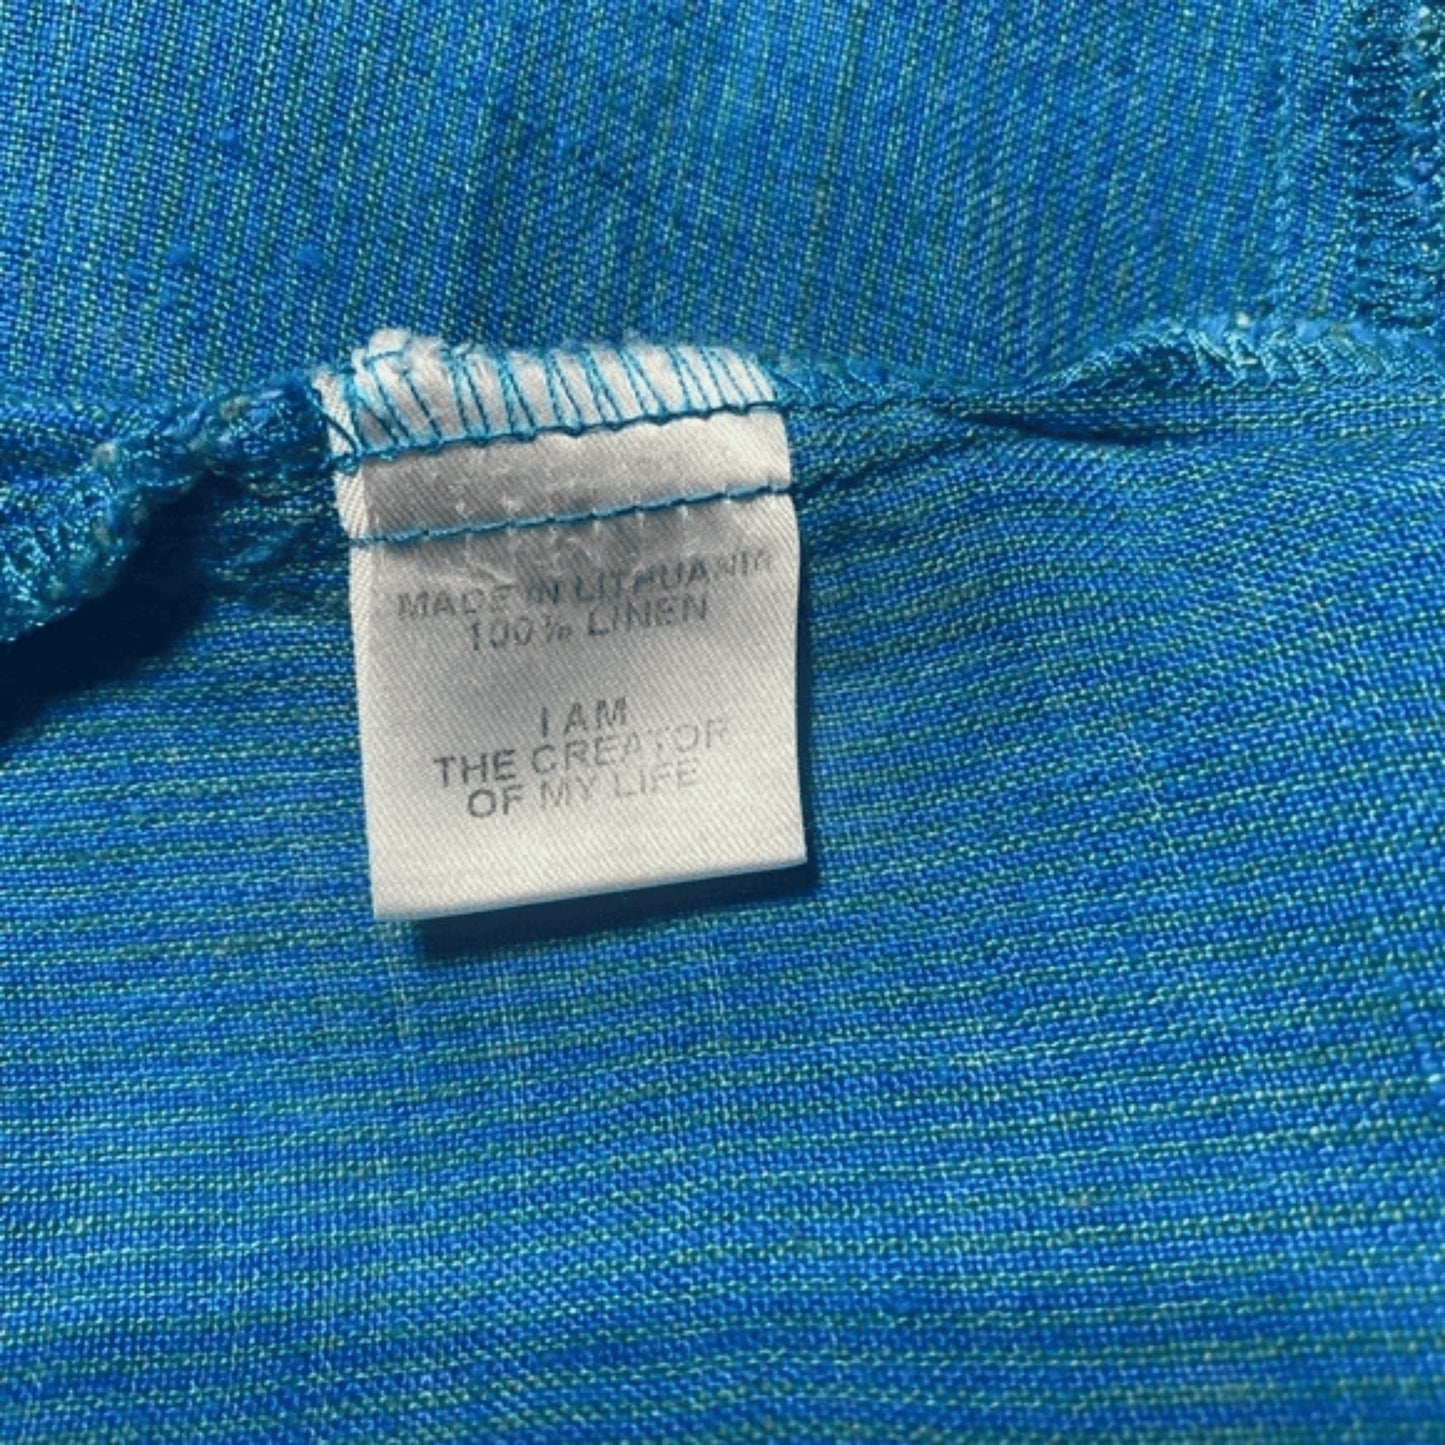 MADE IN LITHUANIA
100% LINEN
I AM
THE CREATOR
OF MY LIFE